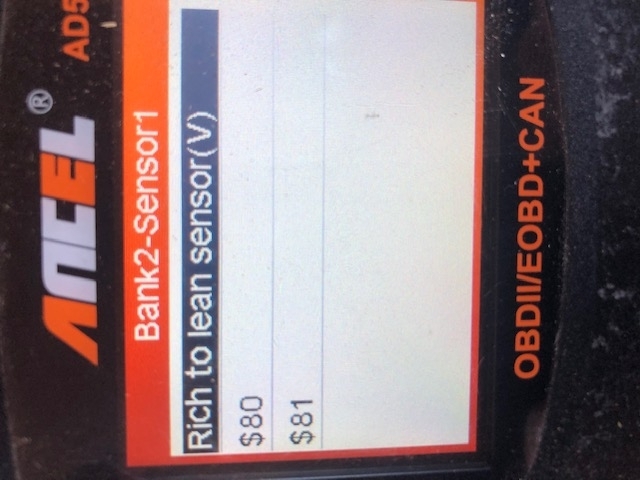 ANCEL® AD5
Bank2-Sensor1
Rich to lean sensor(V)
$80
$81
OBDII/EOBD+CAN